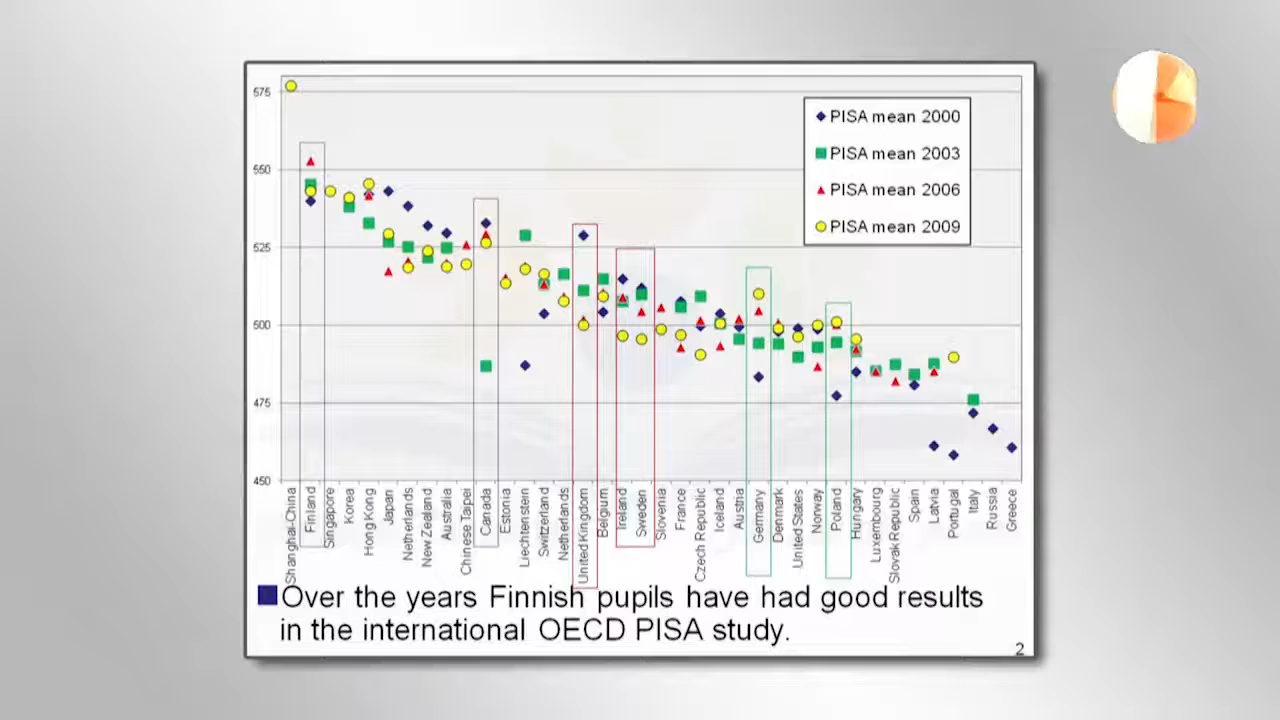 575
550
525
500
475
450
PISA mean 2000
PISA mean 2003
PISA mean 2006
PISA mean 2009
Shanghai-China
Finland
Singapore
Korea
Hong Kong
Japan
Netherlands
New Zealand
Australia
Chinese Taipei
Canada
Estonia
Liechtenstein
Switzerland
Netherlands
United Kingdom
Belgium
Ireland
Sweden
Slovenia
France
Czech Republic
Iceland
Austria
Germany
Denmark
United States
Norway
Poland
Hungary
Luxembourg
Slovak Republic
Spain
Latvia
Portugal
Italy
Russia
Greece
Over the years Finnish pupils have had good results
in the international OECD PISA study.
2